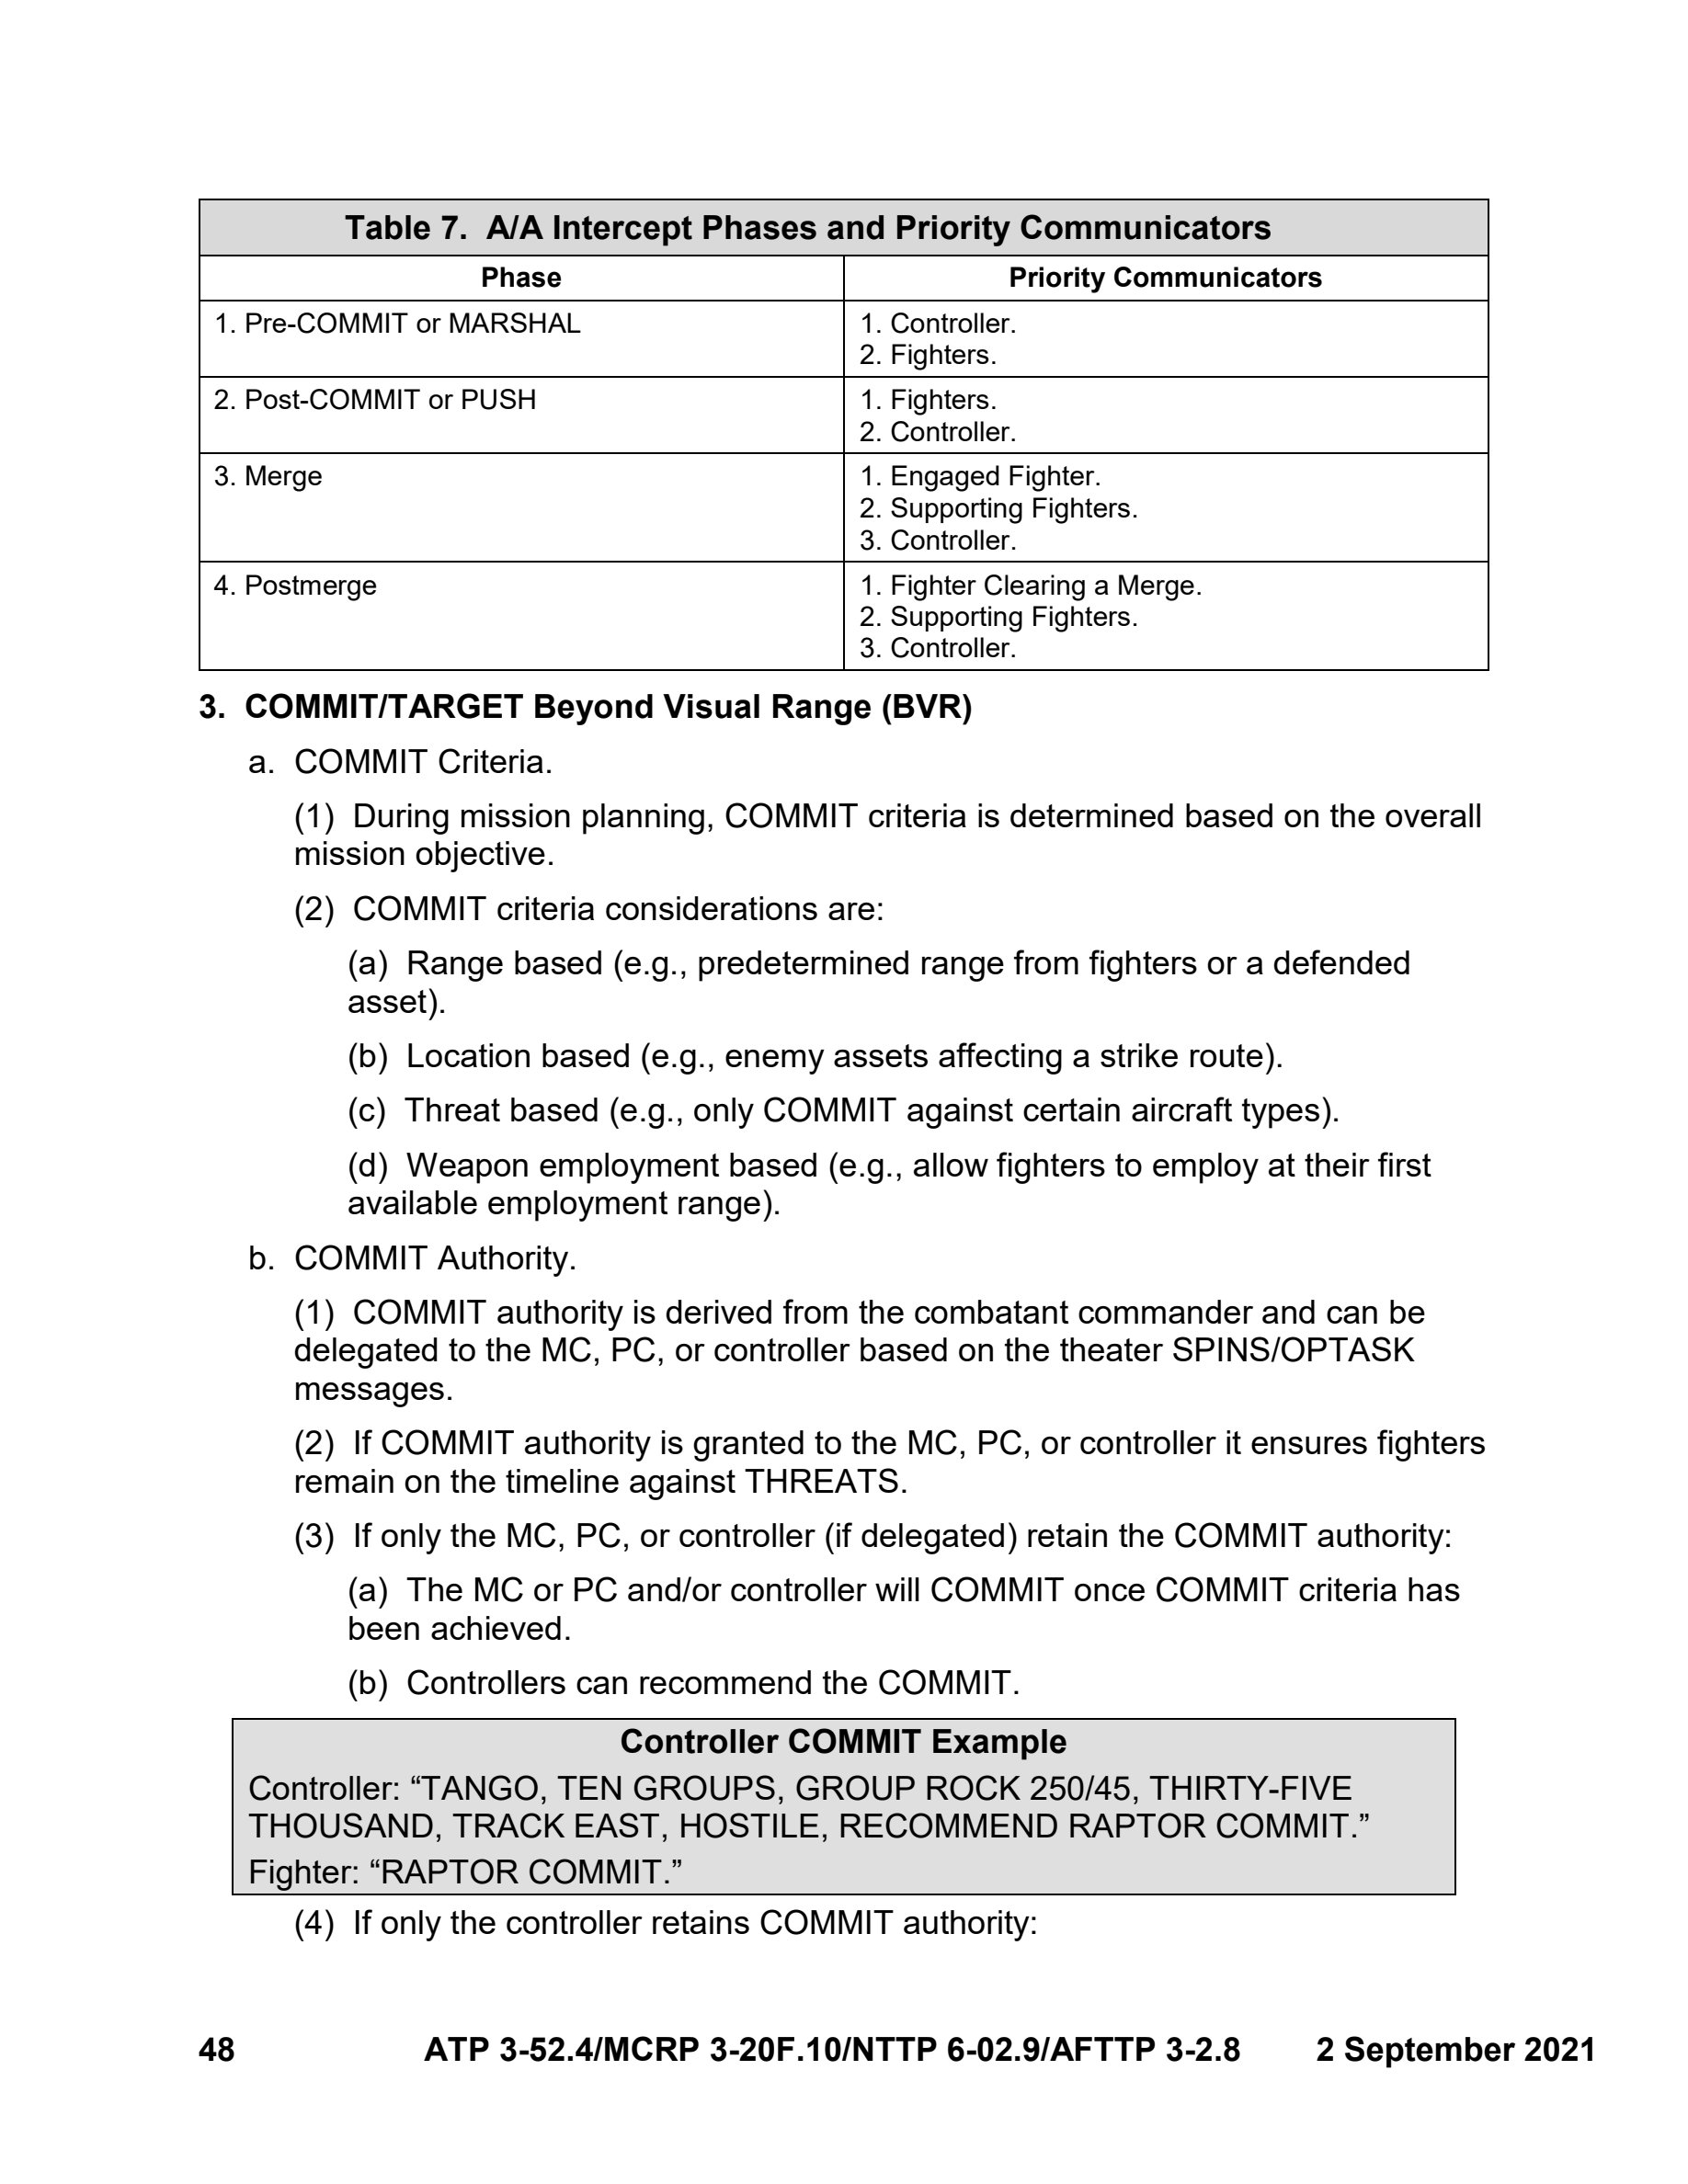 Table 7.  A/A Intercept Phases and Priority Communicators
Phase
Priority Communicators
1. Pre-COMMIT or MARSHAL
1. Controller.
2. Fighters.
2. Post-COMMIT or PUSH
1. Fighters.
2. Controller.
3. Merge
1. Engaged Fighter.
2. Supporting Fighters.
3. Controller.
4. Postmerge
1. Fighter Clearing a Merge.
2. Supporting Fighters.
3. Controller.
3.  COMMIT/TARGET Beyond Visual Range (BVR)
a.  COMMIT Criteria.
(1)  During mission planning, COMMIT criteria is determined based on the overall
mission objective.
(2)  COMMIT criteria considerations are:
(a)  Range based (e.g., predetermined range from fighters or a defended
asset).
(b)  Location based (e.g., enemy assets affecting a strike route).
(c)  Threat based (e.g., only COMMIT against certain aircraft types).
(d)  Weapon employment based (e.g., allow fighters to employ at their first
available employment range).
b.  COMMIT Authority.
(1)  COMMIT authority is derived from the combatant commander and can be
delegated to the MC, PC, or controller based on the theater SPINS/OPTASK
messages.
(2)  If COMMIT authority is granted to the MC, PC, or controller it ensures fighters
remain on the timeline against THREATS.
(3)  If only the MC, PC, or controller (if delegated) retain the COMMIT authority:
(a)  The MC or PC and/or controller will COMMIT once COMMIT criteria has
been achieved.
(b)  Controllers can recommend the COMMIT.
Controller COMMIT Example
Controller: “TANGO, TEN GROUPS, GROUP ROCK 250/45, THIRTY-FIVE
THOUSAND, TRACK EAST, HOSTILE, RECOMMEND RAPTOR COMMIT.”
Fighter: “RAPTOR COMMIT.”
(4)  If only the controller retains COMMIT authority:
48 ATP 3-52.4/MCRP 3-20F.10/NTTP 6-02.9/AFTTP 3-2.8 2 September 2021